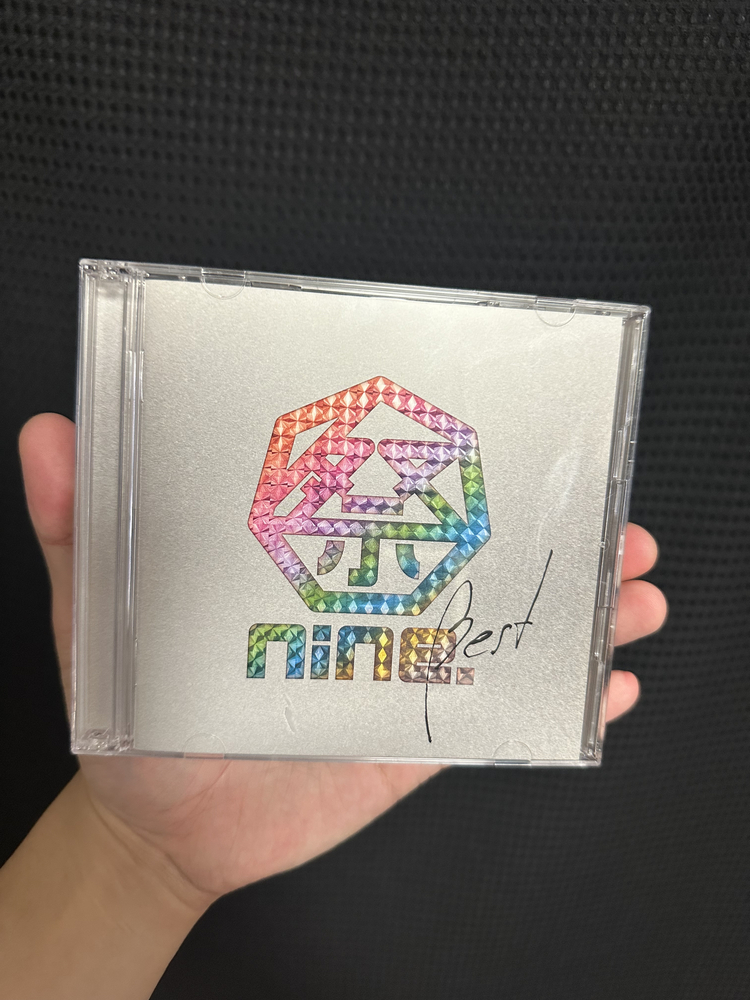 祭
nine.
Best